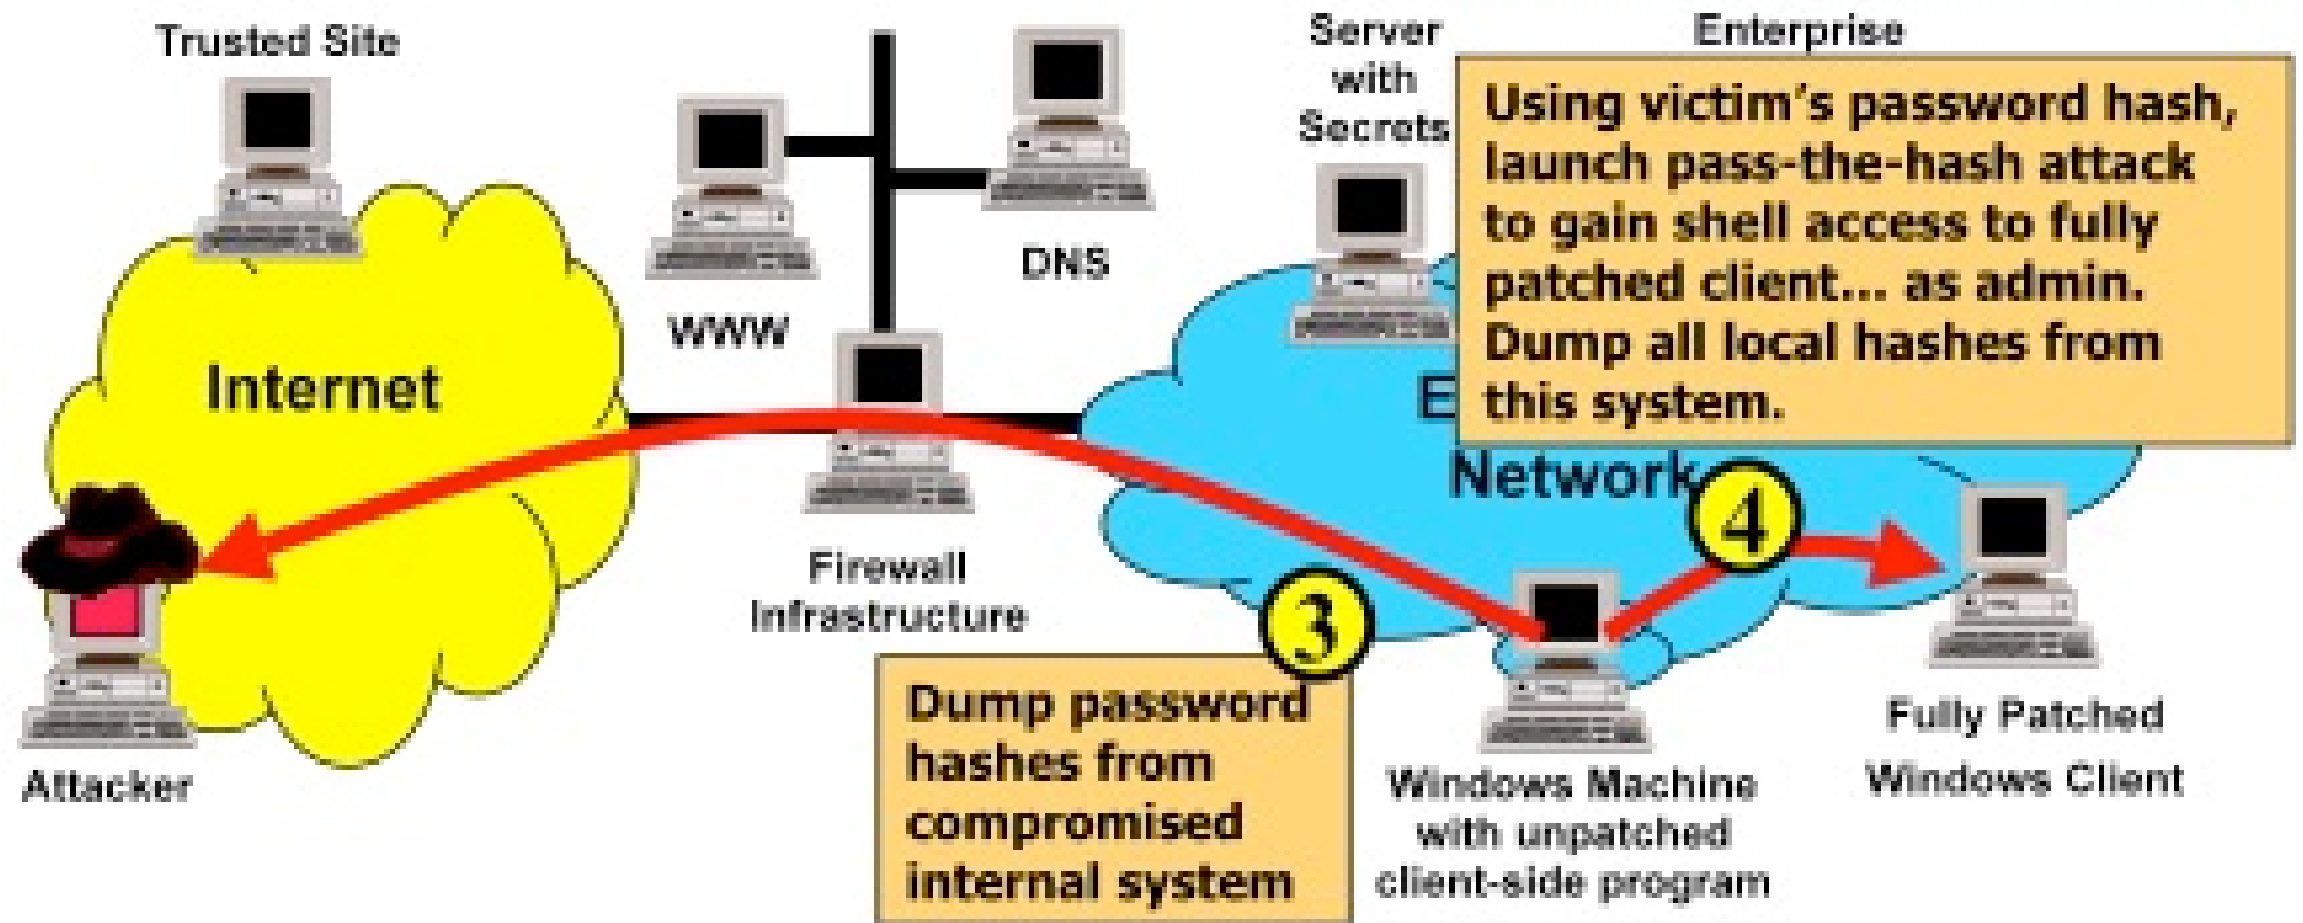 Trusted Site
Server
with
Secrets
Enterprise
Using victim's password hash,
launch pass-the-hash attack
to gain shell access to fully
patched client... as admin.
Dump all local hashes from
this system.
DNS
WWW
Internet
E
Network
4
Firewall
Infrastructure
3
Dump password
hashes from
compromised
internal system
Attacker
Windows Machine
with unpatched
client-side program
Fully Patched
Windows Client